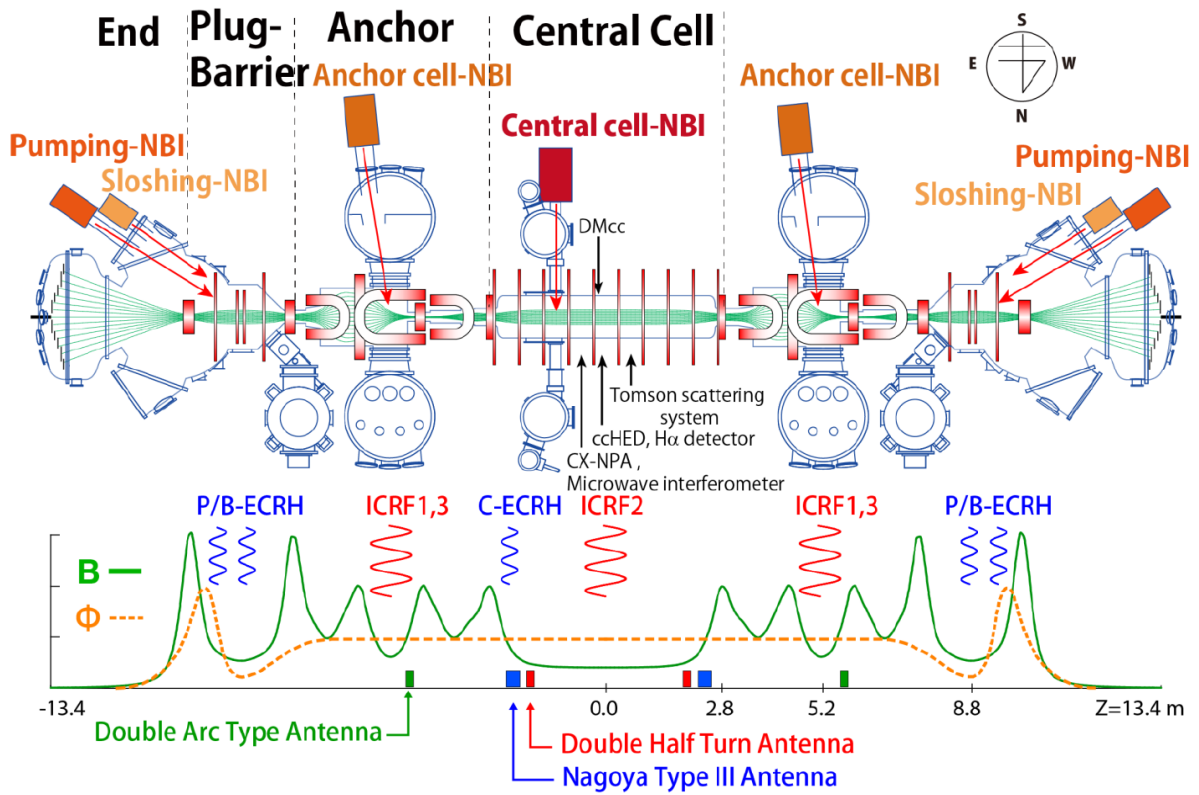 End
Plug-
Barrier
Anchor
Central Cell
S
E
W
N
Anchor cell-NBI
Anchor cell-NBI
Central cell-NBI
Pumping-NBI
Sloshing-NBI
Pumping-NBI
Sloshing-NBI
DMcc
Tomson scattering
system
ccHED, Hα detector
CX-NPA ,
Microwave interferometer
P/B-ECRH
ICRF1,3
C-ECRH
ICRF2
ICRF1,3
P/B-ECRH
B
Φ
-13.4
0.0
2.8
5.2
8.8
Z=13.4 m
Double Arc Type Antenna
Double Half Turn Antenna
Nagoya Type III Antenna